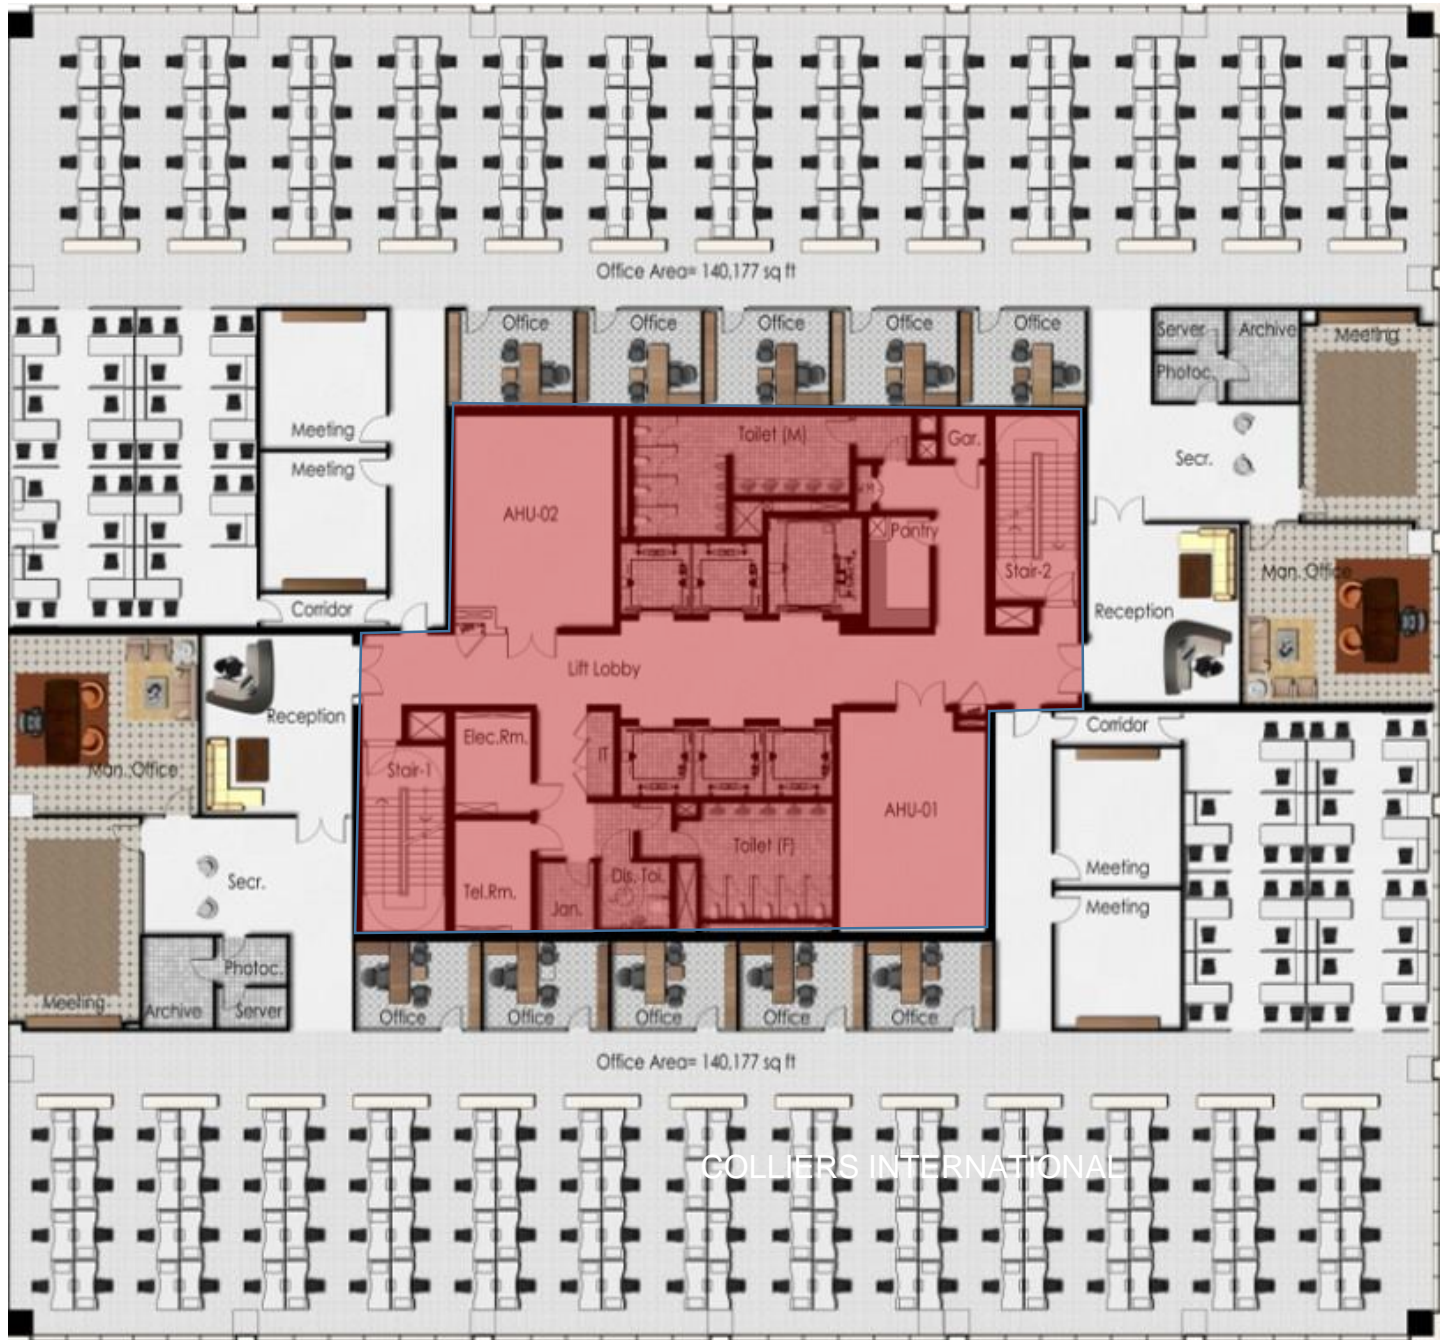 Office Area= 140,177 sq ft
Office
Office
Office
Office
Office
Server
Archive
Meeting
Photoc.
Meeting
Toilet (M)
Gar.
Secr.
Meeting
AHU-02
Pantry
Stair-2
Man. Office
Corridor
Reception
Lift Lobby
Reception
Elec.Rm.
IT
Corridor
Man. Office
Stair-1
AHU-01
Toilet (F)
Meeting
Secr.
Tel.Rm.
Jan.
Dis. Toi.
Meeting
Photoc.
Meeting
Archive
Server
Office
Office
Office
Office
Office
Office Area= 140,177 sq ft
COLLIERS INTERNATIONAL